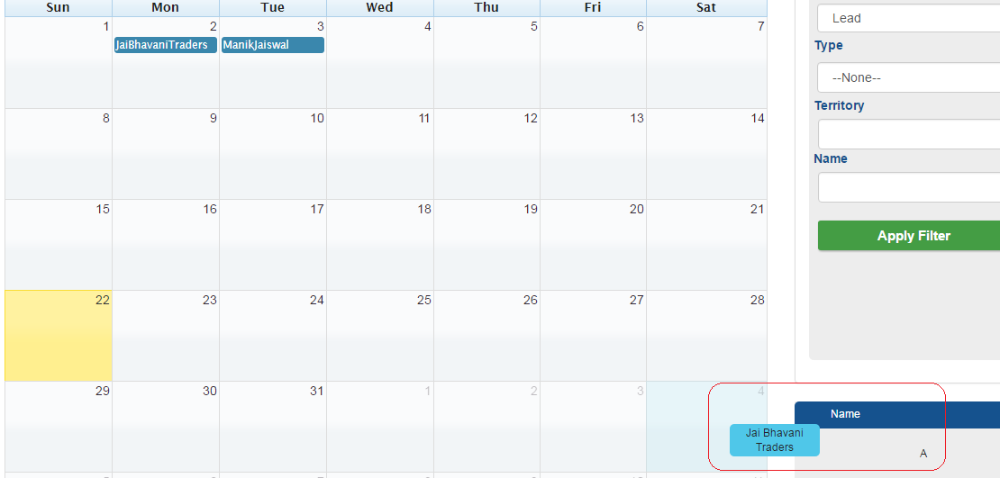 Sun Mon Tue Wed Thu Fri Sat
1 2 3 4 5 6 7
JaiBhavaniTraders ManikJaiswal
8 9 10 11 12 13 14
15 16 17 18 19 20 21
22 23 24 25 26 27 28
29 30 31 1 2 3 4
Lead
Type
--None--
Territory
Name
Apply Filter
Name
Jai Bhavani
Traders
A